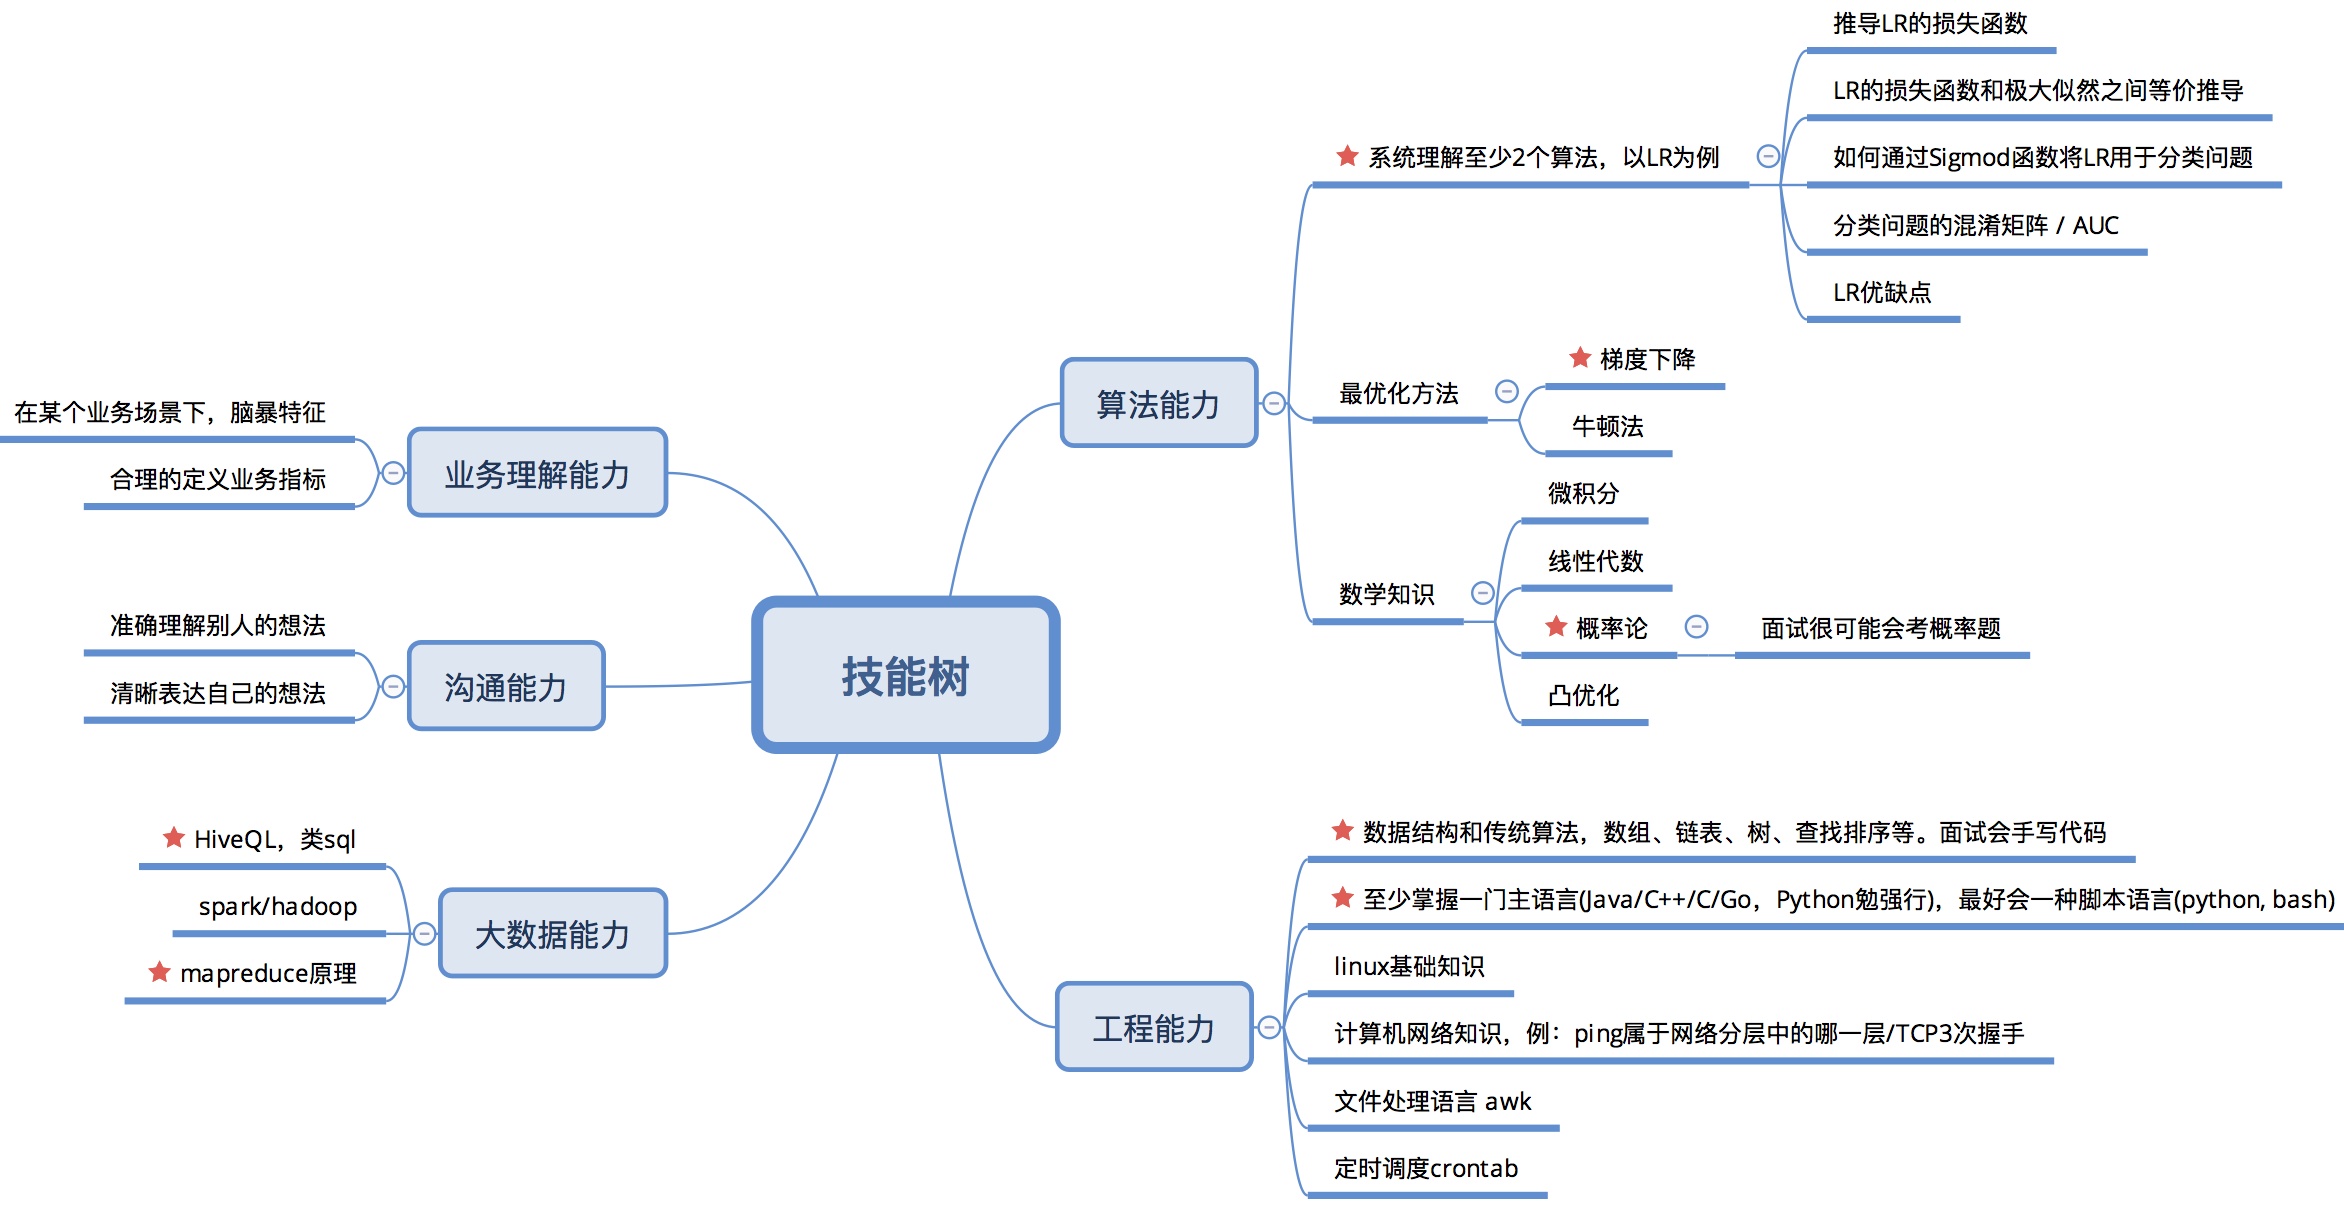 技能树
算法能力
系统理解至少2个算法，以LR为例
推导LR的损失函数
LR的损失函数和极大似然之间等价推导
如何通过Sigmod函数将LR用于分类问题
分类问题的混淆矩阵 / AUC
LR优缺点
最优化方法
梯度下降
牛顿法
数学知识
微积分
线性代数
概率论
面试很可能会考概率题
凸优化
工程能力
数据结构和传统算法，数组、链表、树、查找排序等。面试会手写代码
至少掌握一门主语言(Java/C++/C/Go，Python勉强行)，最好会一种脚本语言(python, bash)
linux基础知识
计算机网络知识，例：ping属于网络分层中的哪一层/TCP3次握手
文件处理语言 awk
定时调度crontab
业务理解能力
在某个业务场景下，脑暴特征
合理的定义业务指标
沟通能力
准确理解别人的想法
清晰表达自己的想法
大数据能力
HiveQL，类sql
spark/hadoop
mapreduce原理